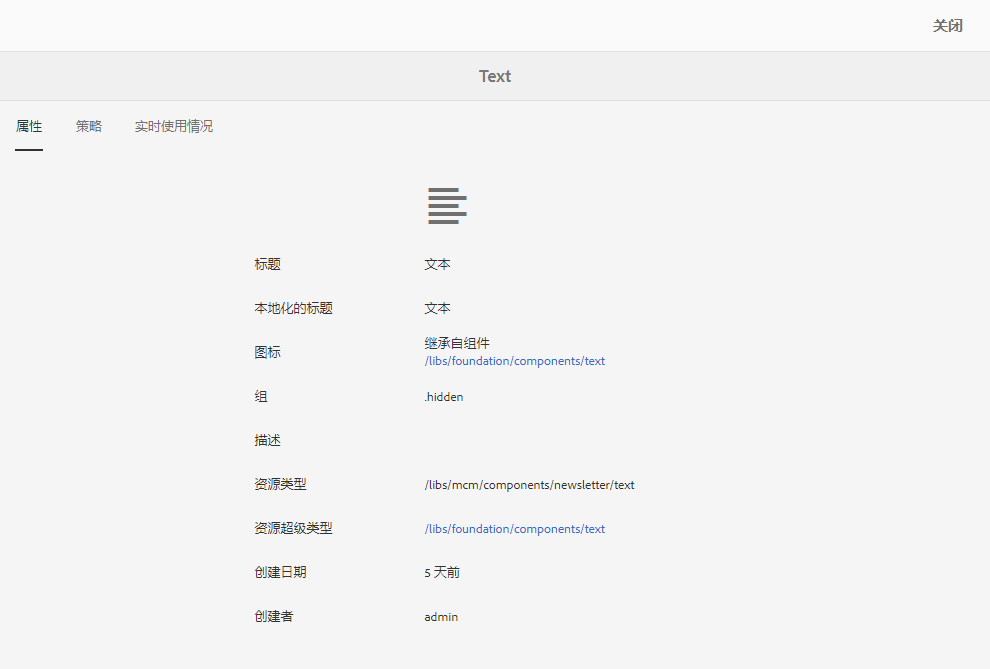 关闭
Text
属性 策略 实时使用情况
标题 文本
本地化的标题 文本
图标 继承自组件
/libs/foundation/components/text
组 .hidden
描述
资源类型 /libs/mcm/components/newsletter/text
资源超级类型 /libs/foundation/components/text
创建日期 5 天前
创建者 admin